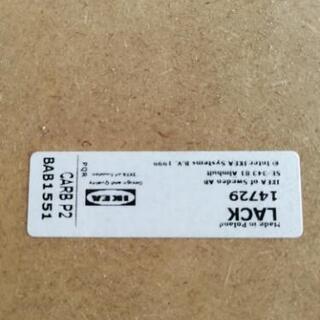 Made in Poland
LACK
14729
IKEA of Sweden AB
SE-343 81 Älmhult
© Inter IKEA Systems B.V. 1999
IKEA
Design and Quality
IKEA of Sweden
PQR
CARB P2
BAB1551